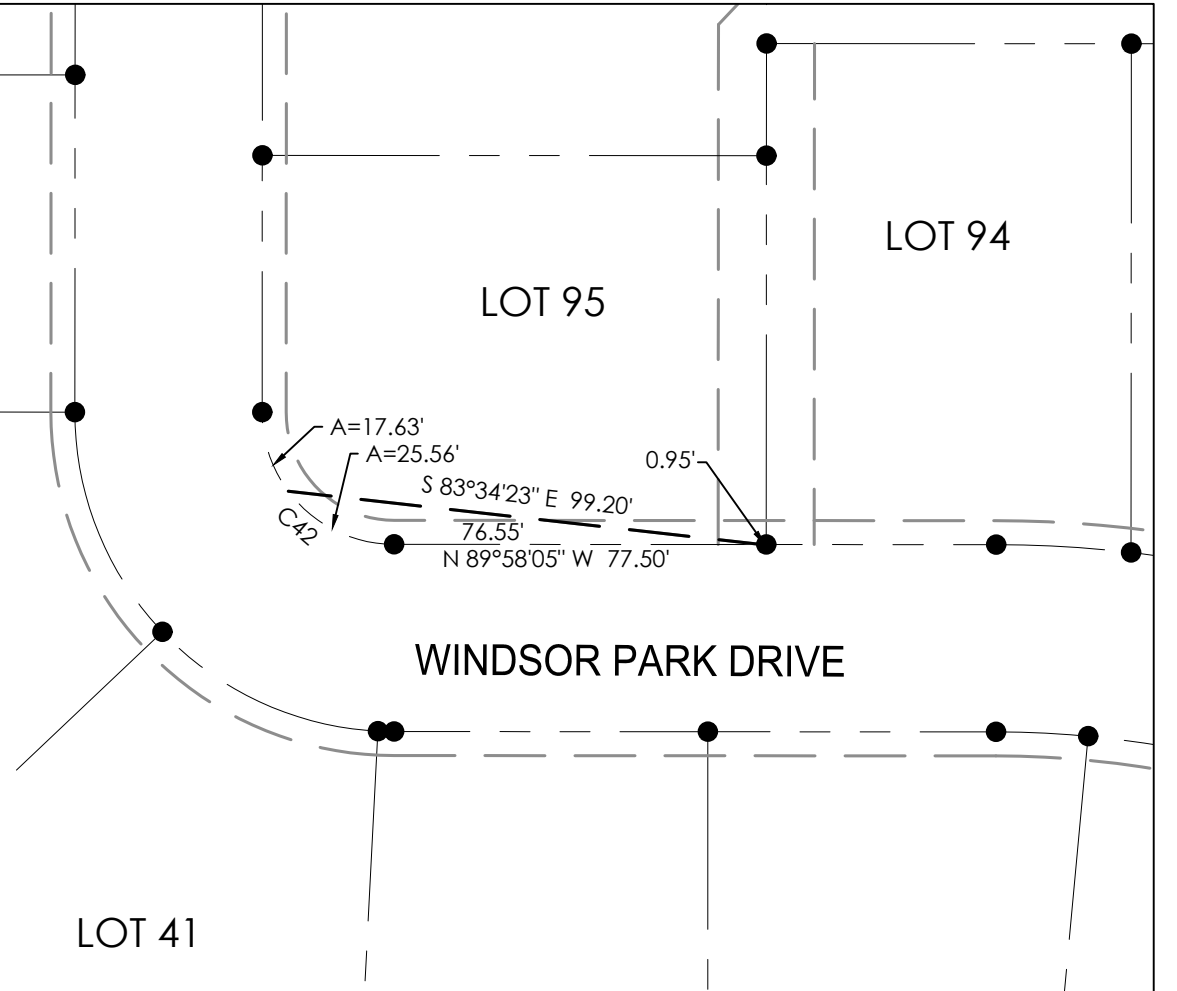 LOT 94
LOT 95
A=17.63'
A=25.56'
0.95'
S 83°34'23" E 99.20'
C42
76.55'
N 89°58'05" W 77.50'
WINDSOR PARK DRIVE
LOT 41